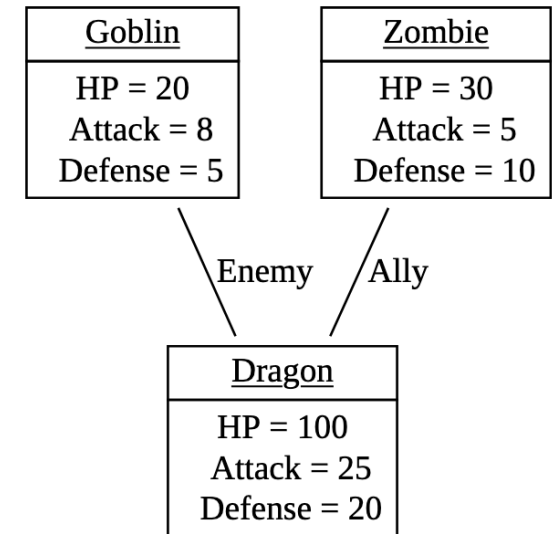 Goblin
HP = 20
Attack = 8
Defense = 5
Zombie
HP = 30
Attack = 5
Defense = 10
Enemy
Ally
Dragon
HP = 100
Attack = 25
Defense = 20